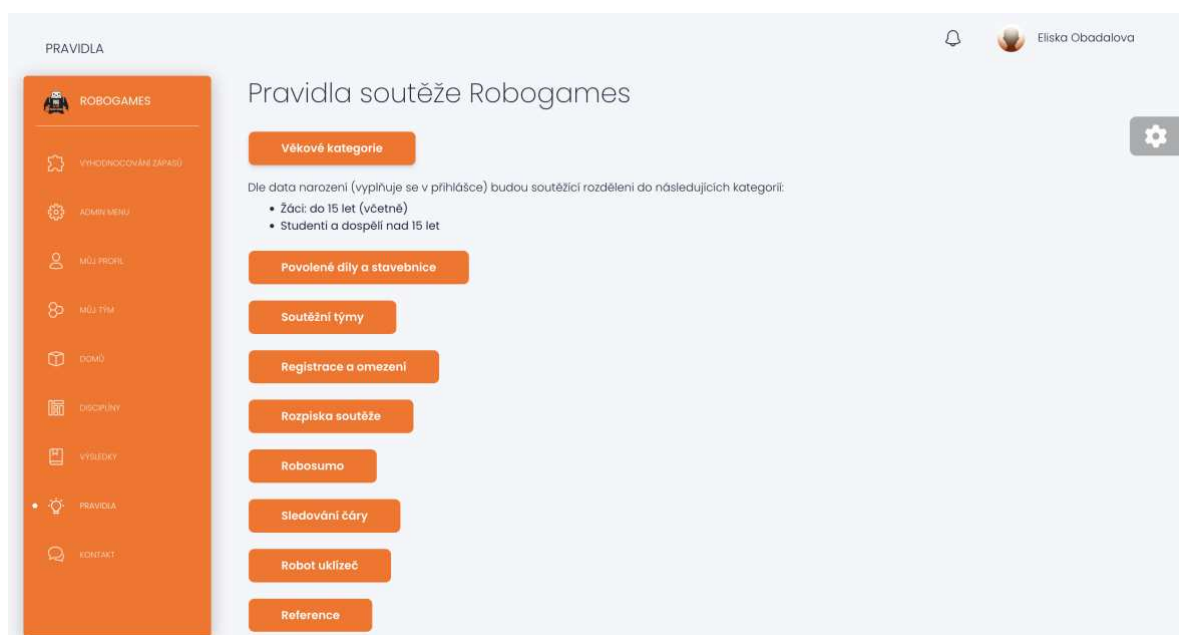 PRAVIDLA
Eliska Obadalova
ROBOGAMES
VYHODNOCOVÁNÍ ZÁPASŮ
ADMIN MENU
MŮJ PROFIL
MŮJ TÝM
DOMŮ
DISCIPLÍNY
VÝSLEDKY
PRAVIDLA
KONTAKT
Pravidla soutěže Robogames
Věkové kategorie
Dle data narození (vyplňuje se v přihlášce) budou soutěžící rozděleni do následujících kategorií:
• Žáci: do 15 let (včetně)
• Studenti a dospělí nad 15 let
Povolené díly a stavebnice
Soutěžní týmy
Registrace a omezení
Rozpiska soutěže
Robosumo
Sledování čáry
Robot uklízeč
Reference